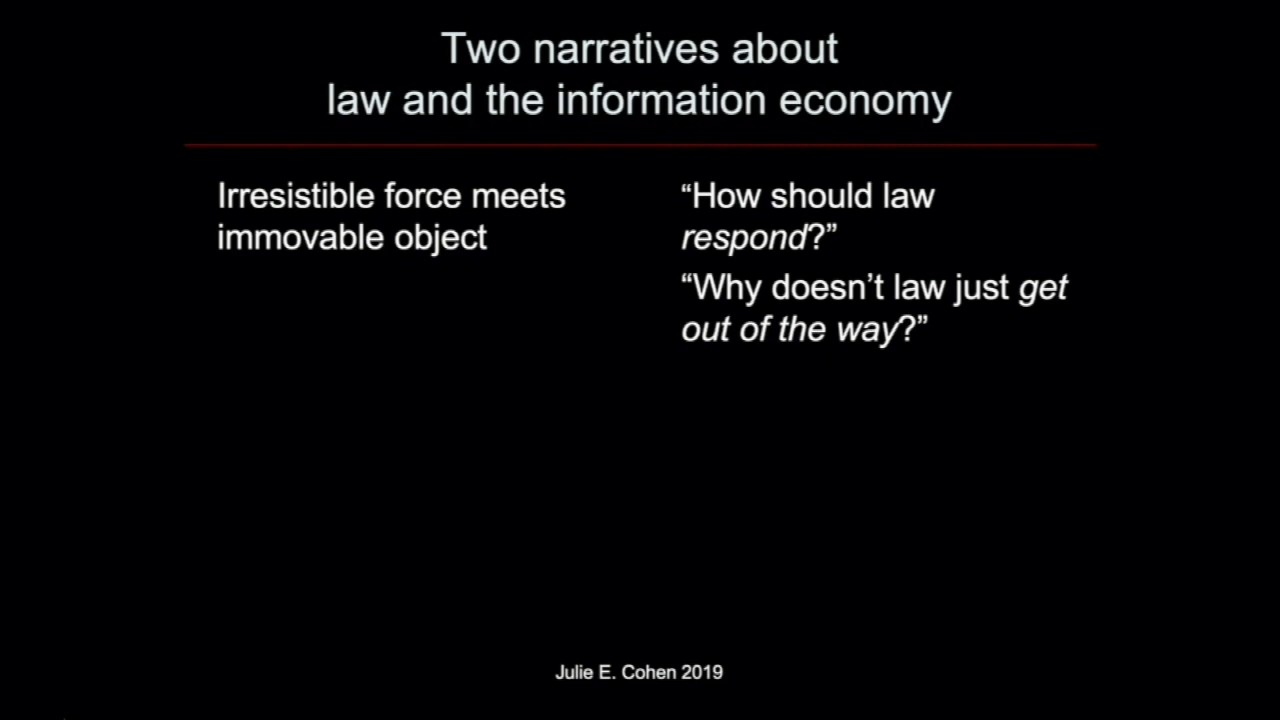 Two narratives about
law and the information economy
Irresistible force meets
immovable object
“How should law
respond?”
“Why doesn’t law just get
out of the way?”
Julie E. Cohen 2019